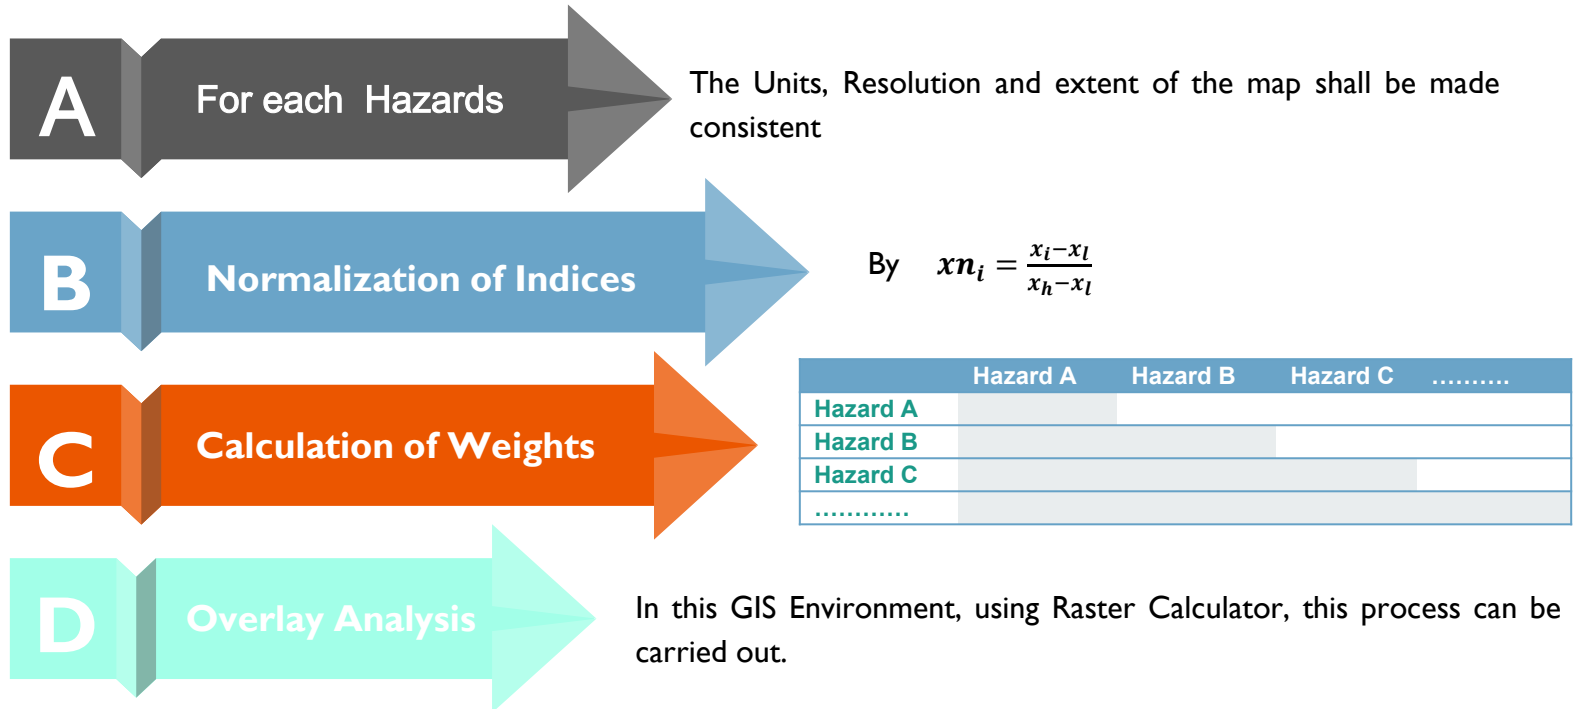 A
For each Hazards
The Units, Resolution and extent of the map shall be made
consistent
B
Normalization of Indices
By xn_i = (x_i − x_l)/(x_h − x_l)
C
Calculation of Weights
Hazard A Hazard B Hazard C ..........
Hazard A
Hazard B
Hazard C
............
D
Overlay Analysis
In this GIS Environment, using Raster Calculator, this process can be
carried out.